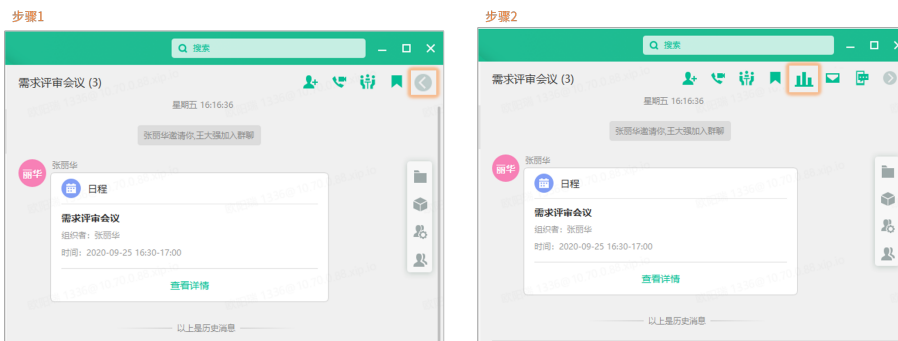 步骤1
搜索
需求评审会议 (3)
星期五 16:16:36
张丽华邀请你,王大强加入群聊
张丽华
丽华
日程
需求评审会议
组织者：张丽华
时间：2020-09-25 16:30-17:00
查看详情
以上是历史消息
步骤2
搜索
需求评审会议 (3)
星期五 16:16:36
张丽华邀请你,王大强加入群聊
张丽华
丽华
日程
需求评审会议
组织者：张丽华
时间：2020-09-25 16:30-17:00
查看详情
以上是历史消息